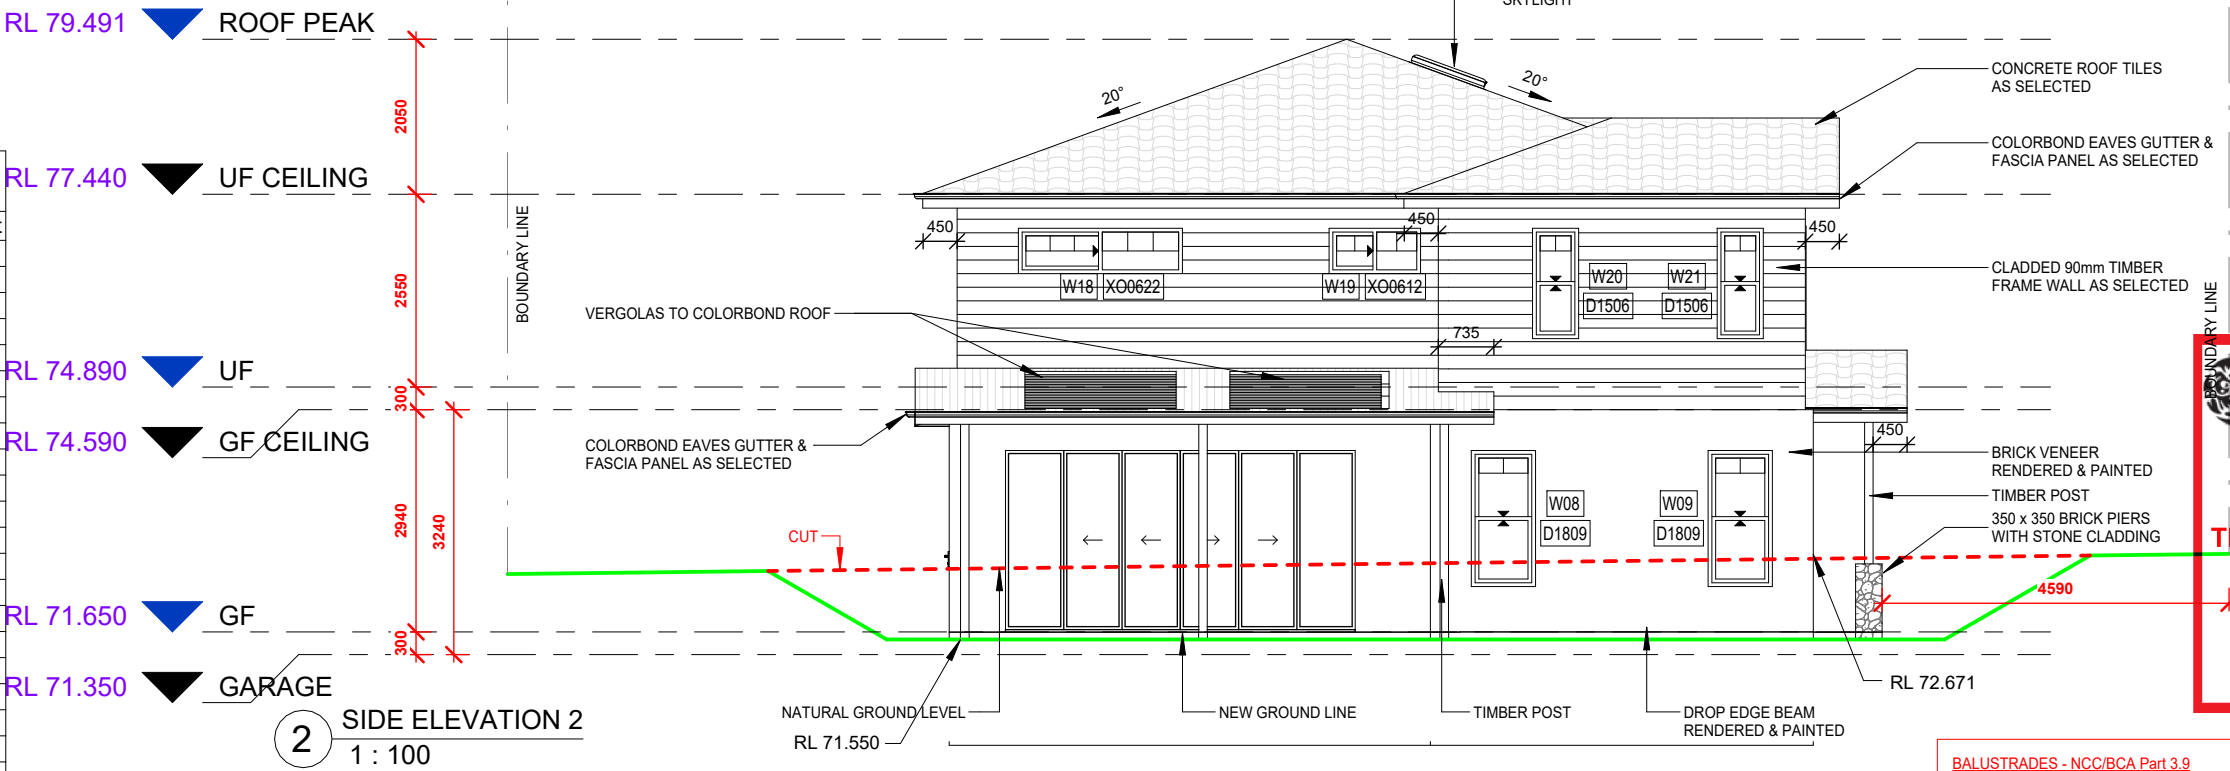 SKYLIGHT
RL 79.491 ROOF PEAK
2050
20°
20°
CONCRETE ROOF TILES
AS SELECTED
COLORBOND EAVES GUTTER &
FASCIA PANEL AS SELECTED
RL 77.440 UF CEILING
BOUNDARY LINE
450
450
450
2550
W18 XO0622
W19 XO0612
W20
D1506
W21
D1506
CLADDED 90mm TIMBER
FRAME WALL AS SELECTED
BOUNDARY LINE
VERGOLAS TO COLORBOND ROOF
735
RL 74.890 UF
300
RL 74.590 GF CEILING
COLORBOND EAVES GUTTER &
FASCIA PANEL AS SELECTED
450
BRICK VENEER
RENDERED & PAINTED
TIMBER POST
350 x 350 BRICK PIERS
WITH STONE CLADDING
2940
3240
CUT
W08
D1809
W09
D1809
4590
RL 71.650 GF
300
RL 71.350 GARAGE
RL 72.671
2 SIDE ELEVATION 2
1 : 100
NATURAL GROUND LEVEL
RL 71.550
NEW GROUND LINE
TIMBER POST
DROP EDGE BEAM
RENDERED & PAINTED
BALUSTRADES - NCC/BCA Part 3.9